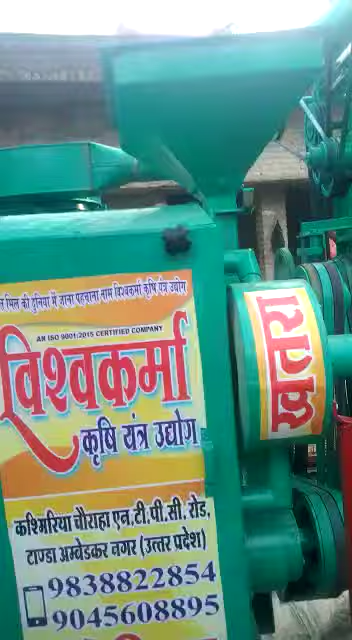 मिल की दुनिया में जाना पहचाना नाम विश्वकर्मा कृषि यंत्र उद्योग
AN ISO 9001:2015 CERTIFIED COMPANY
विश्वकर्मा
कृषि यंत्र उद्योग
कश्मिरिया चौराहा एन.टी.पी.सी. रोड,
टाण्डा अम्बेडकर नगर (उत्तर प्रदेश)
9838822854
9045608895
खतरा